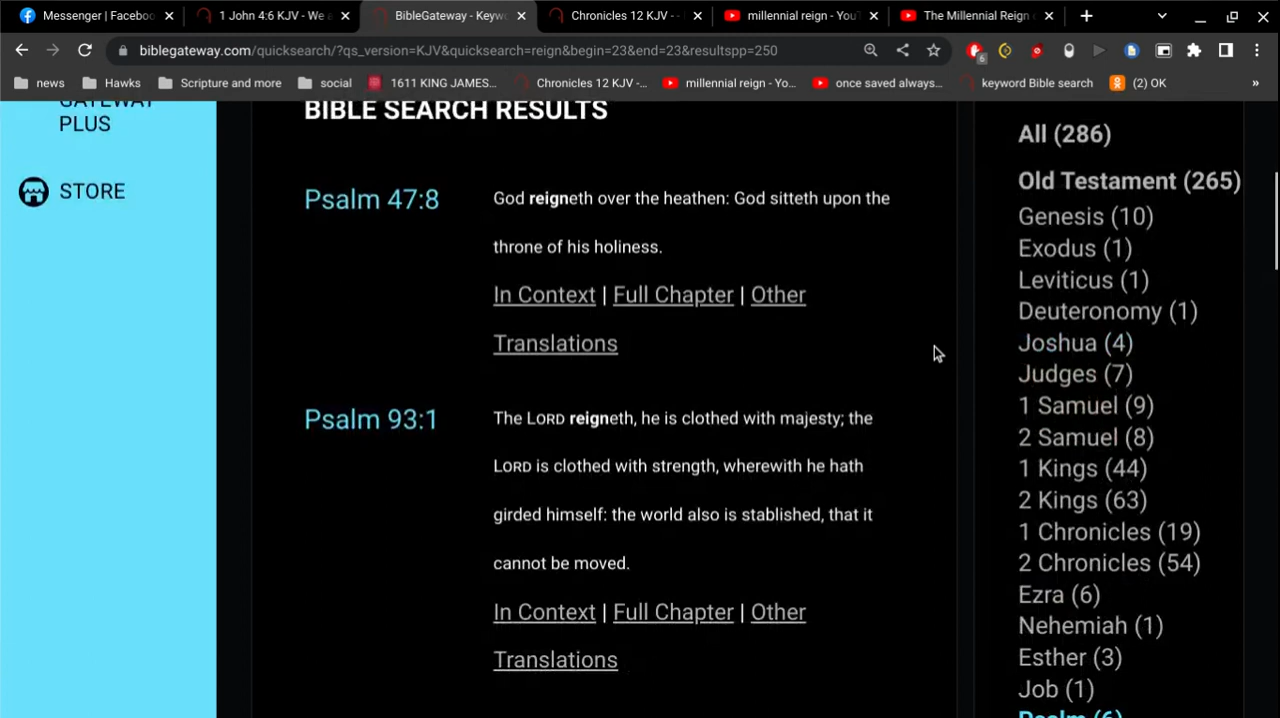 Messenger | Faceboo
1 John 4:6 KJV - We a
BibleGateway - Keyw
Chronicles 12 KJV - -
millennial reign - You
The Millennial Reign
biblegateway.com/quicksearch/?qs_version=KJV&quicksearch=reign&begin=23&end=23&resultspp=250
6
news
Hawks
Scripture and more
social
1611 KING JAMES...
Chronicles 12 KJV -...
millennial reign - Yo...
once saved always...
keyword Bible search
(2) OK
»
GATEWAY
PLUS
STORE
BIBLE SEARCH RESULTS
Psalm 47:8
God reigneth over the heathen: God sitteth upon the
throne of his holiness.
In Context | Full Chapter | Other
Translations
Psalm 93:1
The LORD reigneth, he is clothed with majesty; the
LORD is clothed with strength, wherewith he hath
girded himself: the world also is stablished, that it
cannot be moved.
In Context | Full Chapter | Other
Translations
All (286)
Old Testament (265)
Genesis (10)
Exodus (1)
Leviticus (1)
Deuteronomy (1)
Joshua (4)
Judges (7)
1 Samuel (9)
2 Samuel (8)
1 Kings (44)
2 Kings (63)
1 Chronicles (19)
2 Chronicles (54)
Ezra (6)
Nehemiah (1)
Esther (3)
Job (1)
Psalm (6)